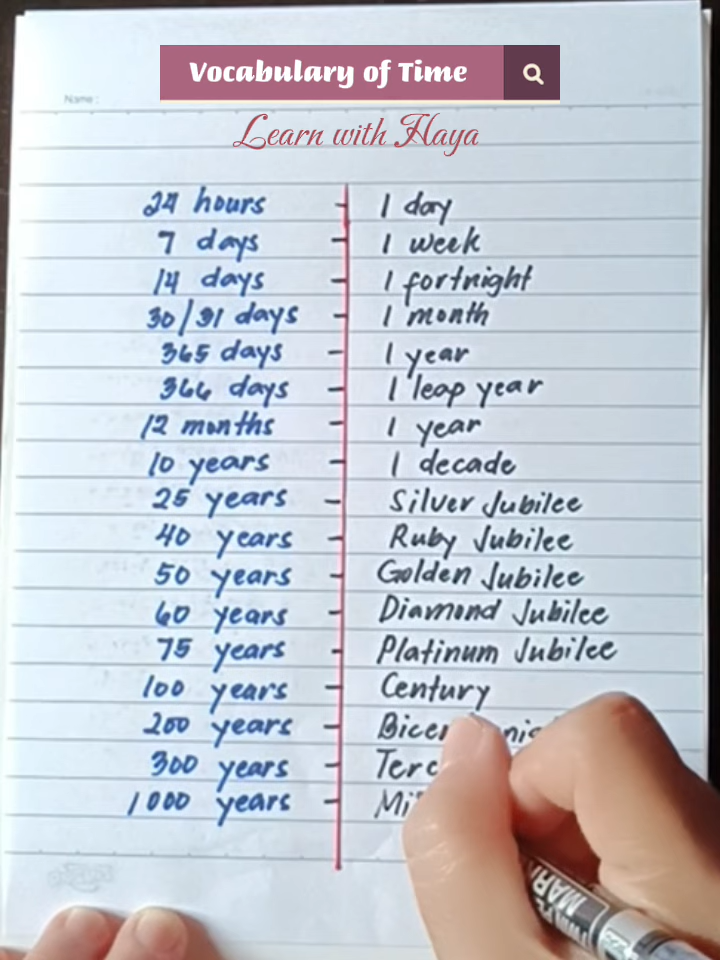 Vocabulary of Time
Name :
Learn with Haya
24 hours - 1 day
7 days - 1 week
14 days - 1 fortnight
30/31 days - 1 month
365 days - 1 year
366 days - 1 leap year
12 months - 1 year
10 years - 1 decade
25 years - Silver Jubilee
40 years - Ruby Jubilee
50 years - Golden Jubilee
60 years - Diamond Jubilee
75 years - Platinum Jubilee
100 years - Century
200 years -
300 years -
1000 years -